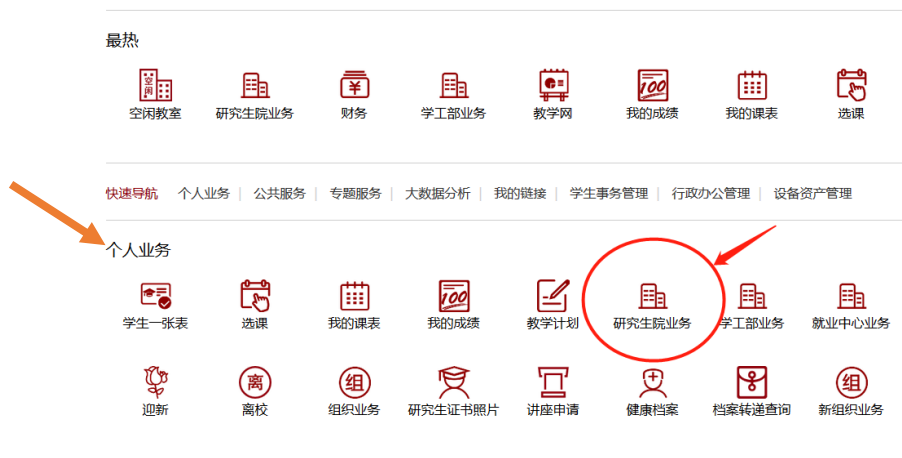 最热
空闲
100
空闲教室 研究生院业务 财务 学工部业务 教学网 我的成绩 我的课表 选课
快速导航 个人业务 | 公共服务 | 专题服务 | 大数据分析 | 我的链接 | 学生事务管理 | 行政办公管理 | 设备资产管理
个人业务
100
学生一张表 选课 我的课表 我的成绩 教学计划 研究生院业务 学工部业务 就业中心业务
离 组 组
迎新 离校 组织业务 研究生证书照片 讲座申请 健康档案 档案转递查询 新组织业务